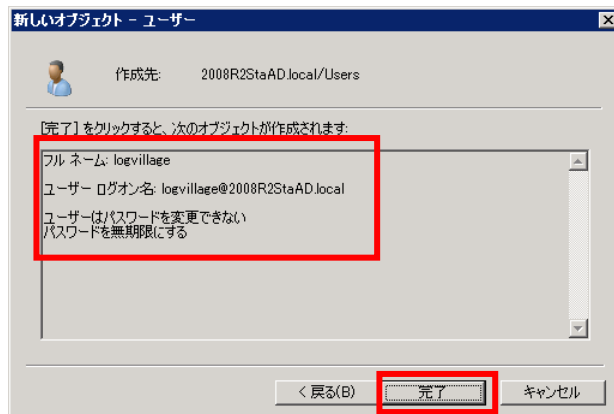 新しいオブジェクト - ユーザー
作成先: 2008R2StaAD.local/Users
[完了] をクリックすると、次のオブジェクトが作成されます:
フル ネーム: logvillage
ユーザー ログオン名: logvillage@2008R2StaAD.local
ユーザーはパスワードを変更できない
パスワードを無期限にする
< 戻る(B) 完了 キャンセル